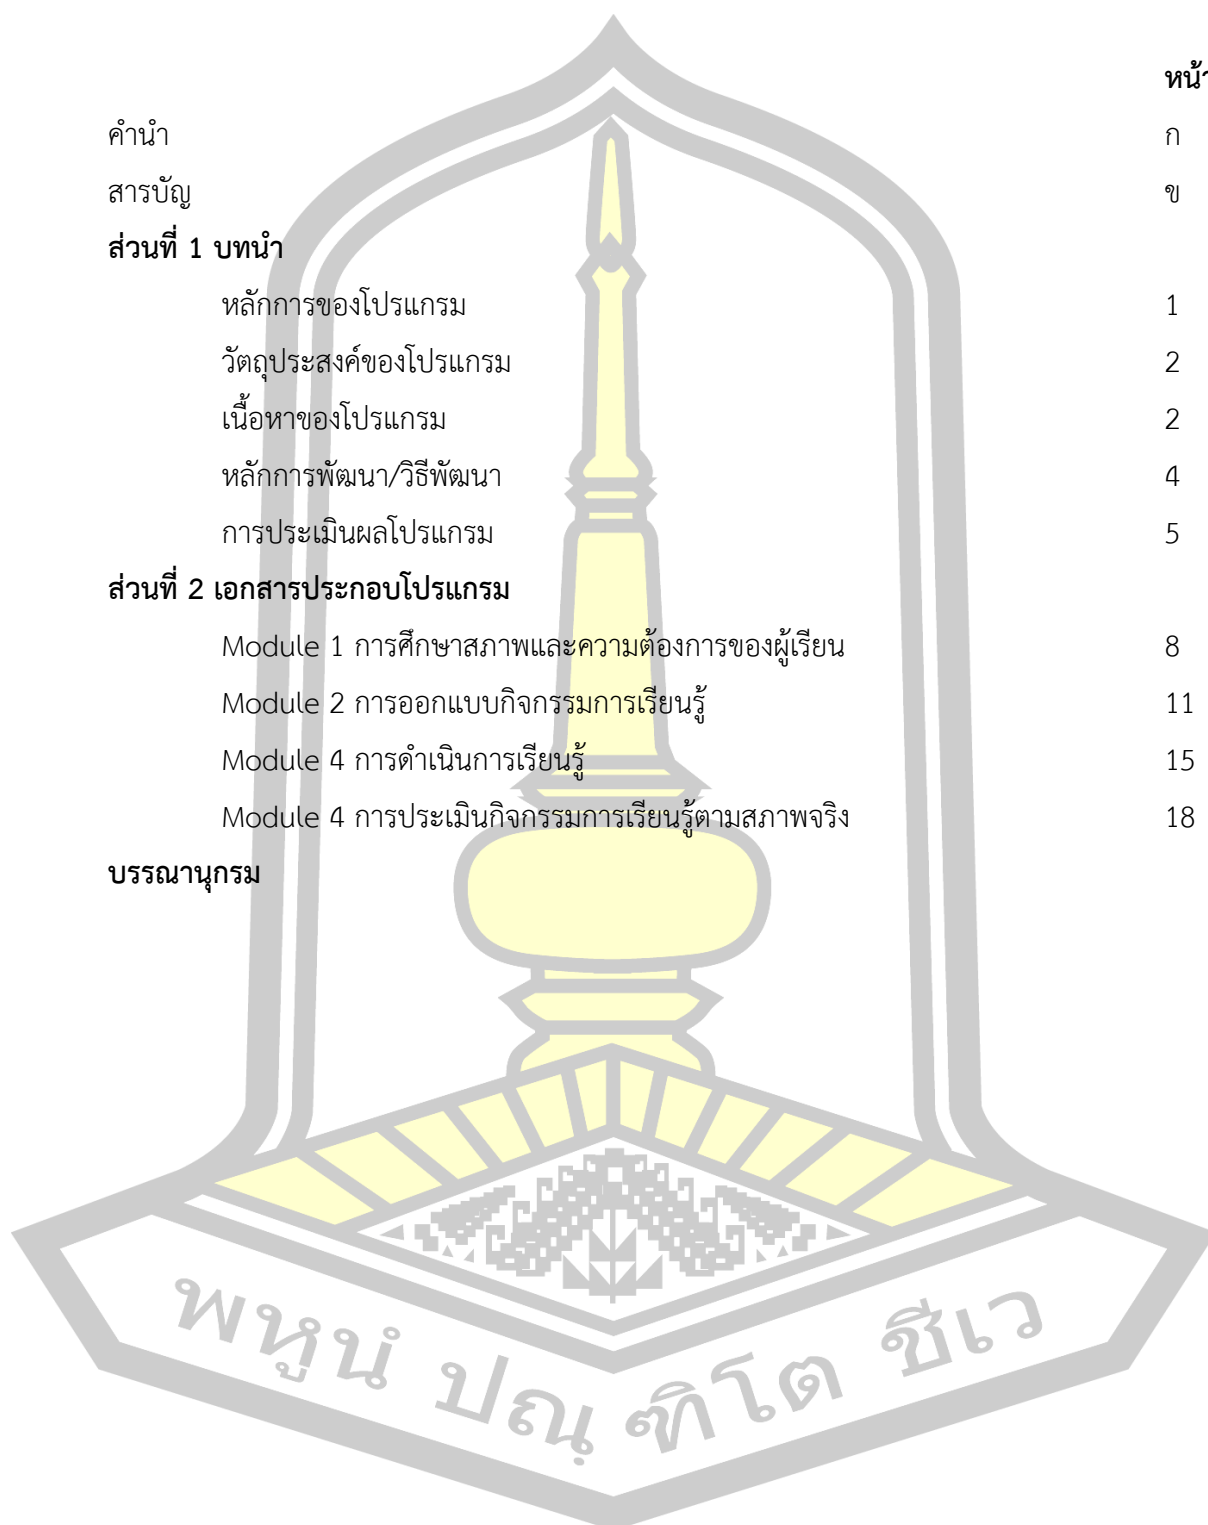 หน้า
คำนำ ก
สารบัญ ข
ส่วนที่ 1 บทนำ
หลักการของโปรแกรม 1
วัตถุประสงค์ของโปรแกรม 2
เนื้อหาของโปรแกรม 2
หลักการพัฒนา/วิธีพัฒนา 4
การประเมินผลโปรแกรม 5
ส่วนที่ 2 เอกสารประกอบโปรแกรม
Module 1 การศึกษาสภาพและความต้องการของผู้เรียน 8
Module 2 การออกแบบกิจกรรมการเรียนรู้ 11
Module 4 การดำเนินการเรียนรู้ 15
Module 4 การประเมินกิจกรรมการเรียนรู้ตามสภาพจริง 18
บรรณานุกรม
พหูนํ ปณฺฑิโต ชีเว